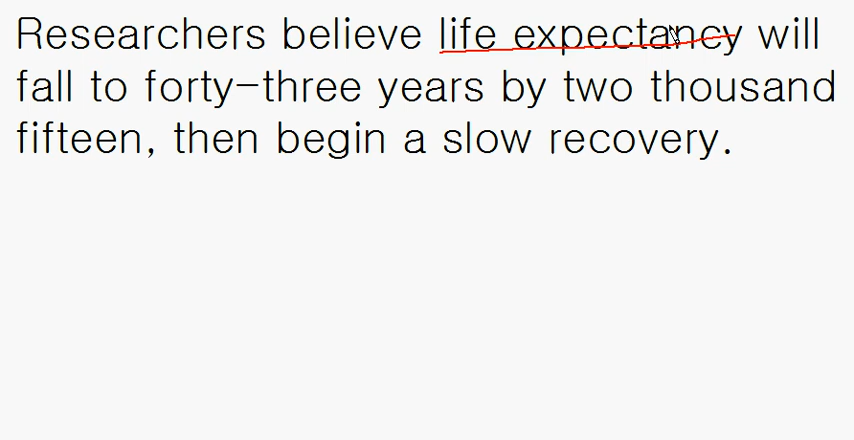 Researchers believe life expectancy will
fall to forty-three years by two thousand
fifteen, then begin a slow recovery.